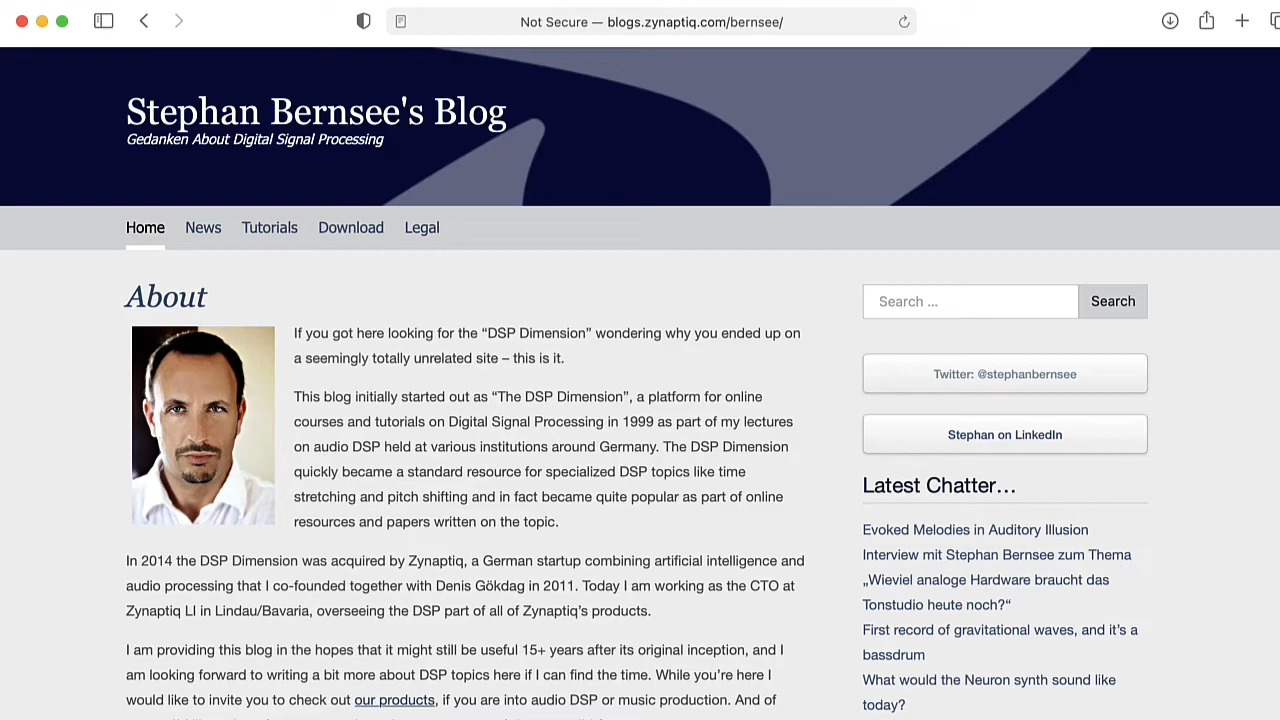 Not Secure — blogs.zynaptiq.com/bernsee/
Stephan Bernsee's Blog
Gedanken About Digital Signal Processing
Home News Tutorials Download Legal
About
If you got here looking for the “DSP Dimension” wondering why you ended up on
a seemingly totally unrelated site – this is it.
This blog initially started out as “The DSP Dimension”, a platform for online
courses and tutorials on Digital Signal Processing in 1999 as part of my lectures
on audio DSP held at various institutions around Germany. The DSP Dimension
quickly became a standard resource for specialized DSP topics like time
stretching and pitch shifting and in fact became quite popular as part of online
resources and papers written on the topic.
In 2014 the DSP Dimension was acquired by Zynaptiq, a German startup combining artificial intelligence and
audio processing that I co-founded together with Denis Gökdag in 2011. Today I am working as the CTO at
Zynaptiq LI in Lindau/Bavaria, overseeing the DSP part of all of Zynaptiq’s products.
I am providing this blog in the hopes that it might still be useful 15+ years after its original inception, and I
am looking forward to writing a bit more about DSP topics here if I can find the time. While you’re here I
would like to invite you to check out our products, if you are into audio DSP or music production. And of
Search ... Search
Twitter: @stephanbernsee
Stephan on LinkedIn
Latest Chatter…
Evoked Melodies in Auditory Illusion
Interview mit Stephan Bernsee zum Thema
„Wieviel analoge Hardware braucht das
Tonstudio heute noch?“
First record of gravitational waves, and it’s a
bassdrum
What would the Neuron synth sound like
today?